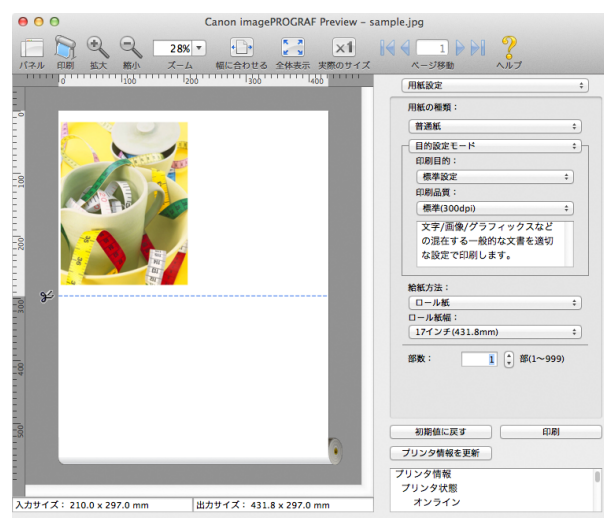 Canon imagePROGRAF Preview – sample.jpg
28%
×1
1
パネル 印刷 拡大 縮小 ズーム 幅に合わせる 全体表示 実際のサイズ ページ移動 ヘルプ
0 100 200 300 400
用紙設定
用紙の種類：
普通紙
目的設定モード
印刷目的：
標準設定
印刷品質：
標準(300dpi)
文字/画像/グラフィックスなど
の混在する一般的な文書を適切
な設定で印刷します。
0
100
200
300
400
500
給紙方法：
ロール紙
ロール紙幅：
17インチ(431.8mm)
部数： 1 部(1〜999)
初期値に戻す 印刷
プリンタ情報を更新
プリンタ情報
プリンタ状態
オンライン
入力サイズ： 210.0 x 297.0 mm 出力サイズ： 431.8 x 297.0 mm